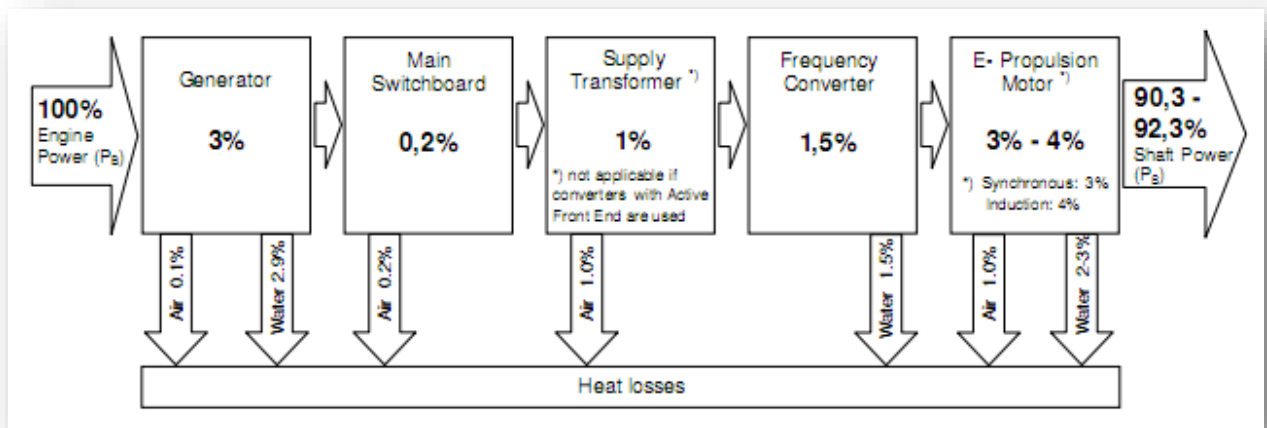 100%
Engine
Power (PB)
Generator
3%
Main
Switchboard
0,2%
Supply
Transformer *)
1%
*) not applicable if
converters with Active
Front End are used
Frequency
Converter
1,5%
E- Propulsion
Motor *)
3% - 4%
*) Synchronous: 3%
Induction: 4%
90,3 -
92,3%
Shaft Power
(PS)
Air 0.1%
Water 2.9%
Air 0.2%
Air 1.0%
Water 1.5%
Air 1.0%
Water 2-3%
Heat losses